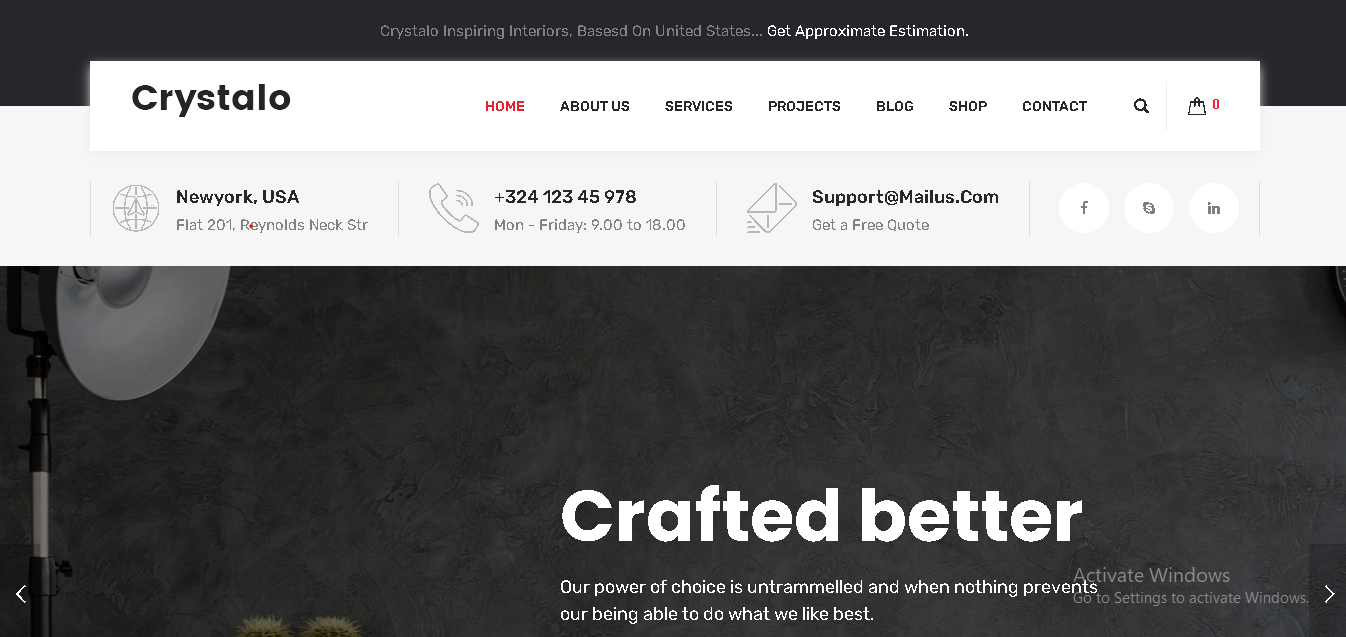 Crystalo Inspiring Interiors, Basesd On United States... Get Approximate Estimation.
Crystalo
HOME ABOUT US SERVICES PROJECTS BLOG SHOP CONTACT 0
Newyork, USA
Flat 201, Reynolds Neck Str
+324 123 45 978
Mon - Friday: 9.00 to 18.00
Support@Mailus.Com
Get a Free Quote
Crafted better
Our power of choice is untrammelled and when nothing prevents
our being able to do what we like best.
Activate Windows
Go to Settings to activate Windows.